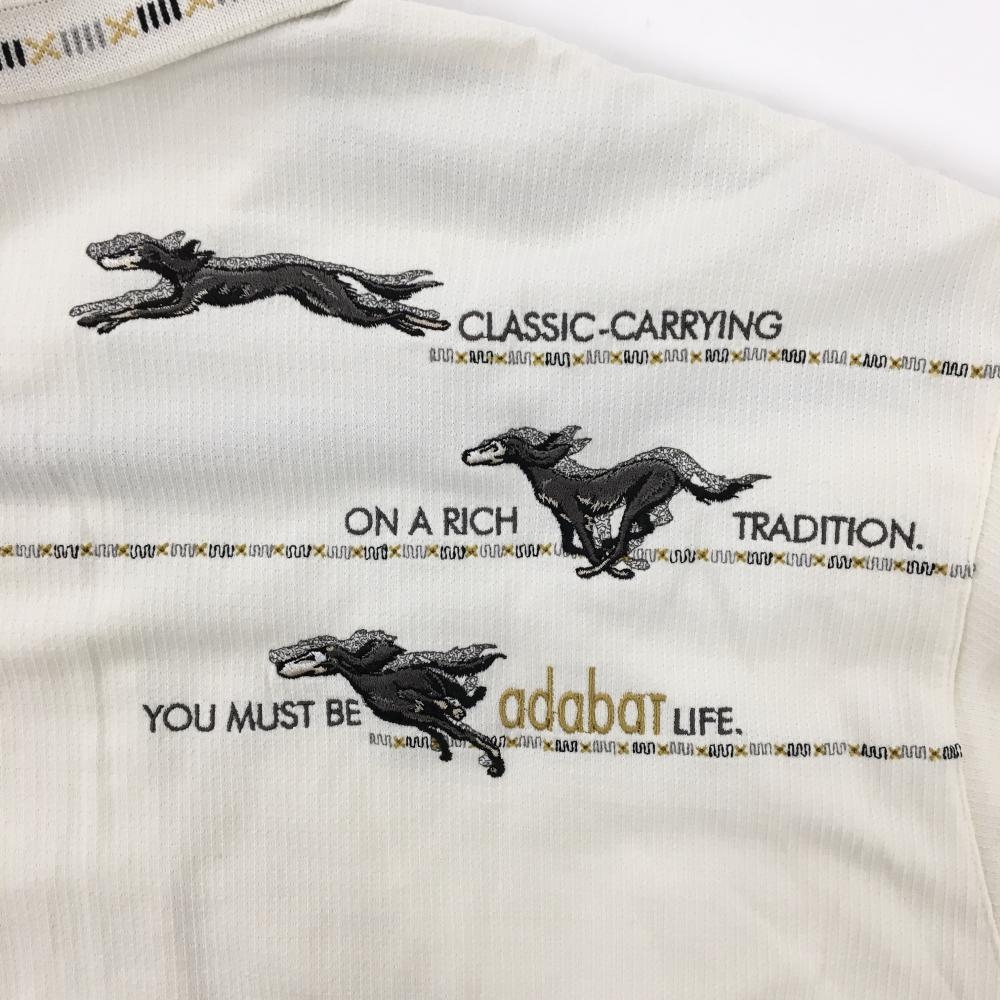 CLASSIC-CARRYING
ON A RICH TRADITION.
YOU MUST BE adabat LIFE.